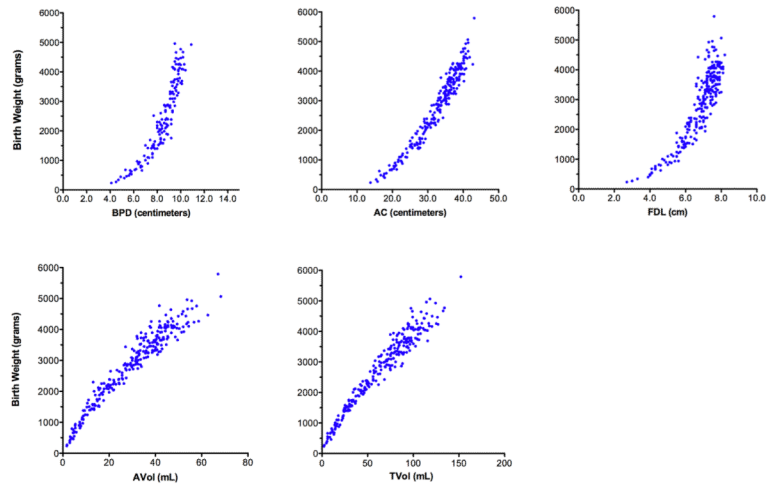 6000
5000
4000
3000
2000
1000
0
Birth Weight (grams)
0.0 2.0 4.0 6.0 8.0 10.0 12.0 14.0
BPD (centimeters)
6000
5000
4000
3000
2000
1000
0
0.0 10.0 20.0 30.0 40.0 50.0
AC (centimeters)
6000
5000
4000
3000
2000
1000
0
0.0 2.0 4.0 6.0 8.0 10.0
FDL (cm)
6000
5000
4000
3000
2000
1000
0
Birth Weight (grams)
0 20 40 60 80
AVol (mL)
6000
5000
4000
3000
2000
1000
0
0 50 100 150 200
TVol (mL)